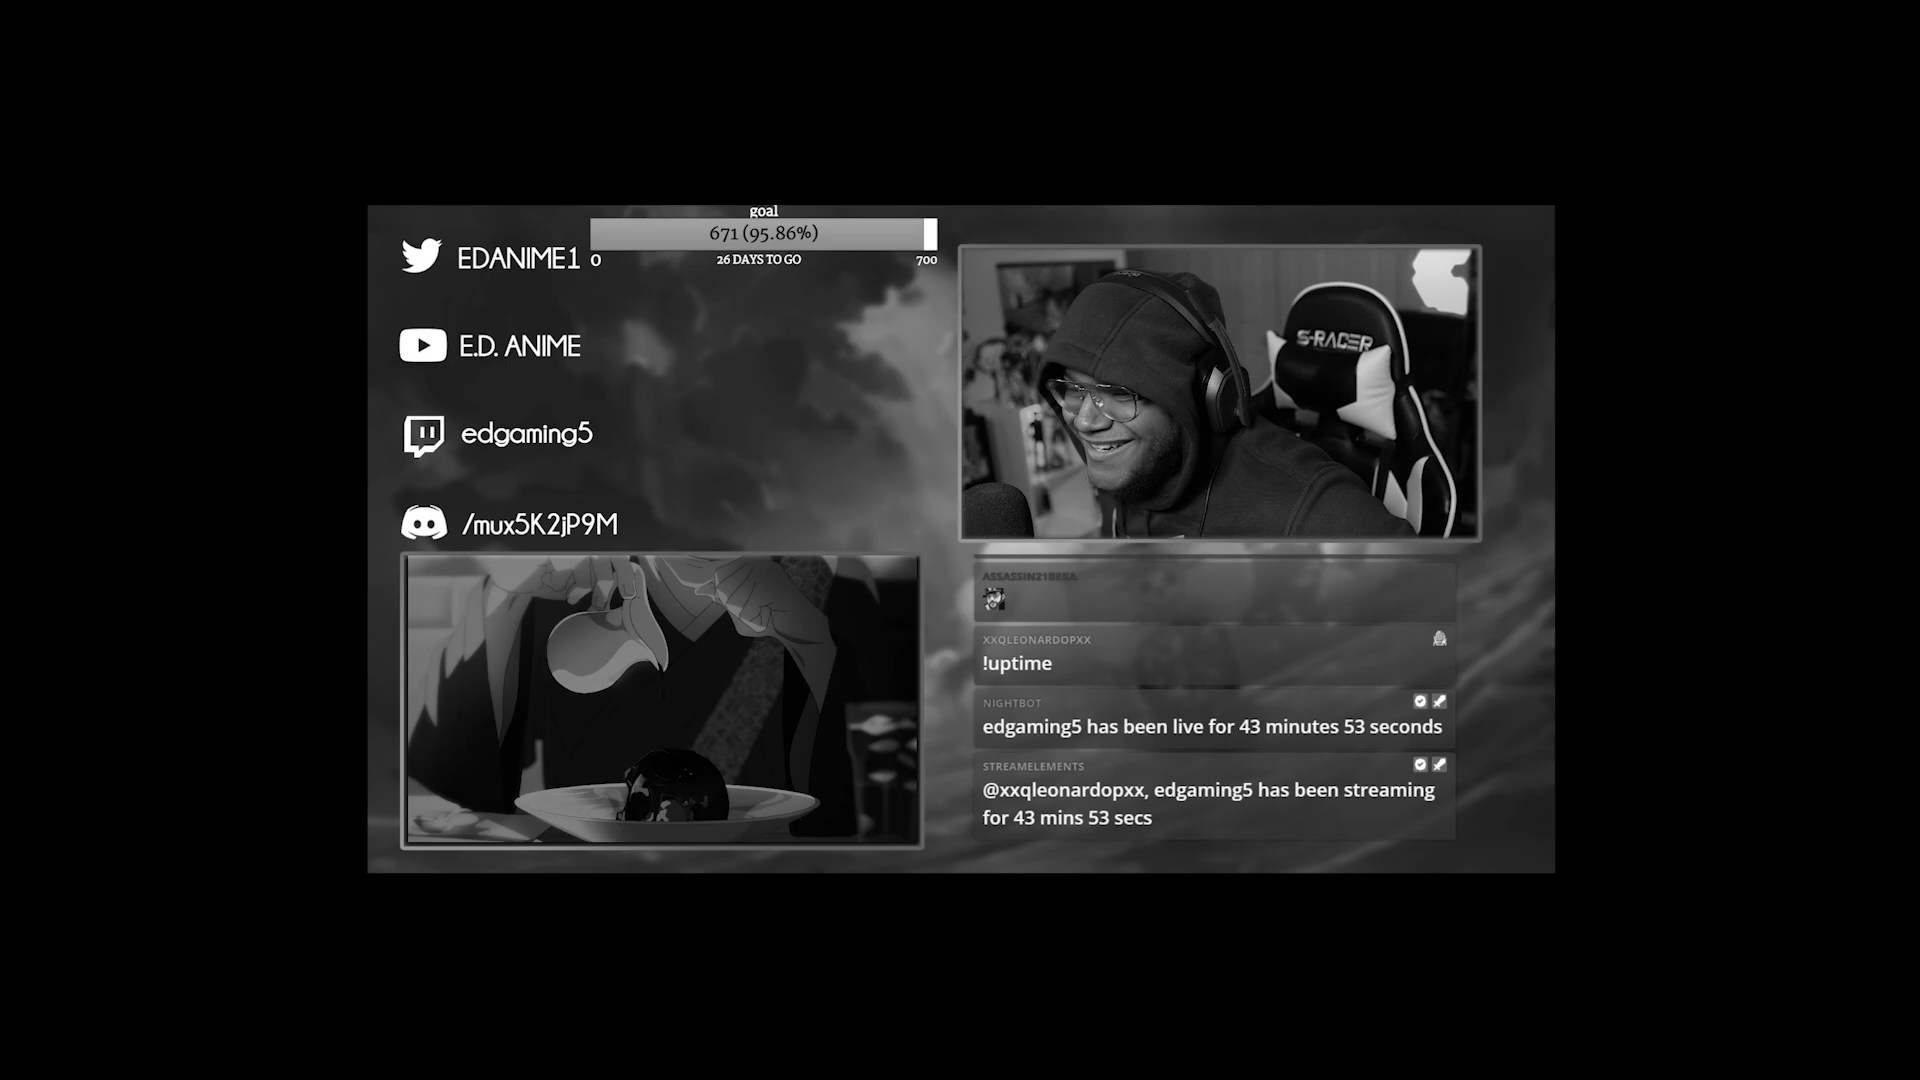 goal
671 (95.86%)
0 26 DAYS TO GO 700
EDANIME1
E.D. ANIME
edgaming5
/mux5K2jP9M
S-RACER
ASSASSIN21BEKA
XXQLEONARDOPXX
!uptime
NIGHTBOT
edgaming5 has been live for 43 minutes 53 seconds
STREAMELEMENTS
@xxqleonardopxx, edgaming5 has been streaming
for 43 mins 53 secs